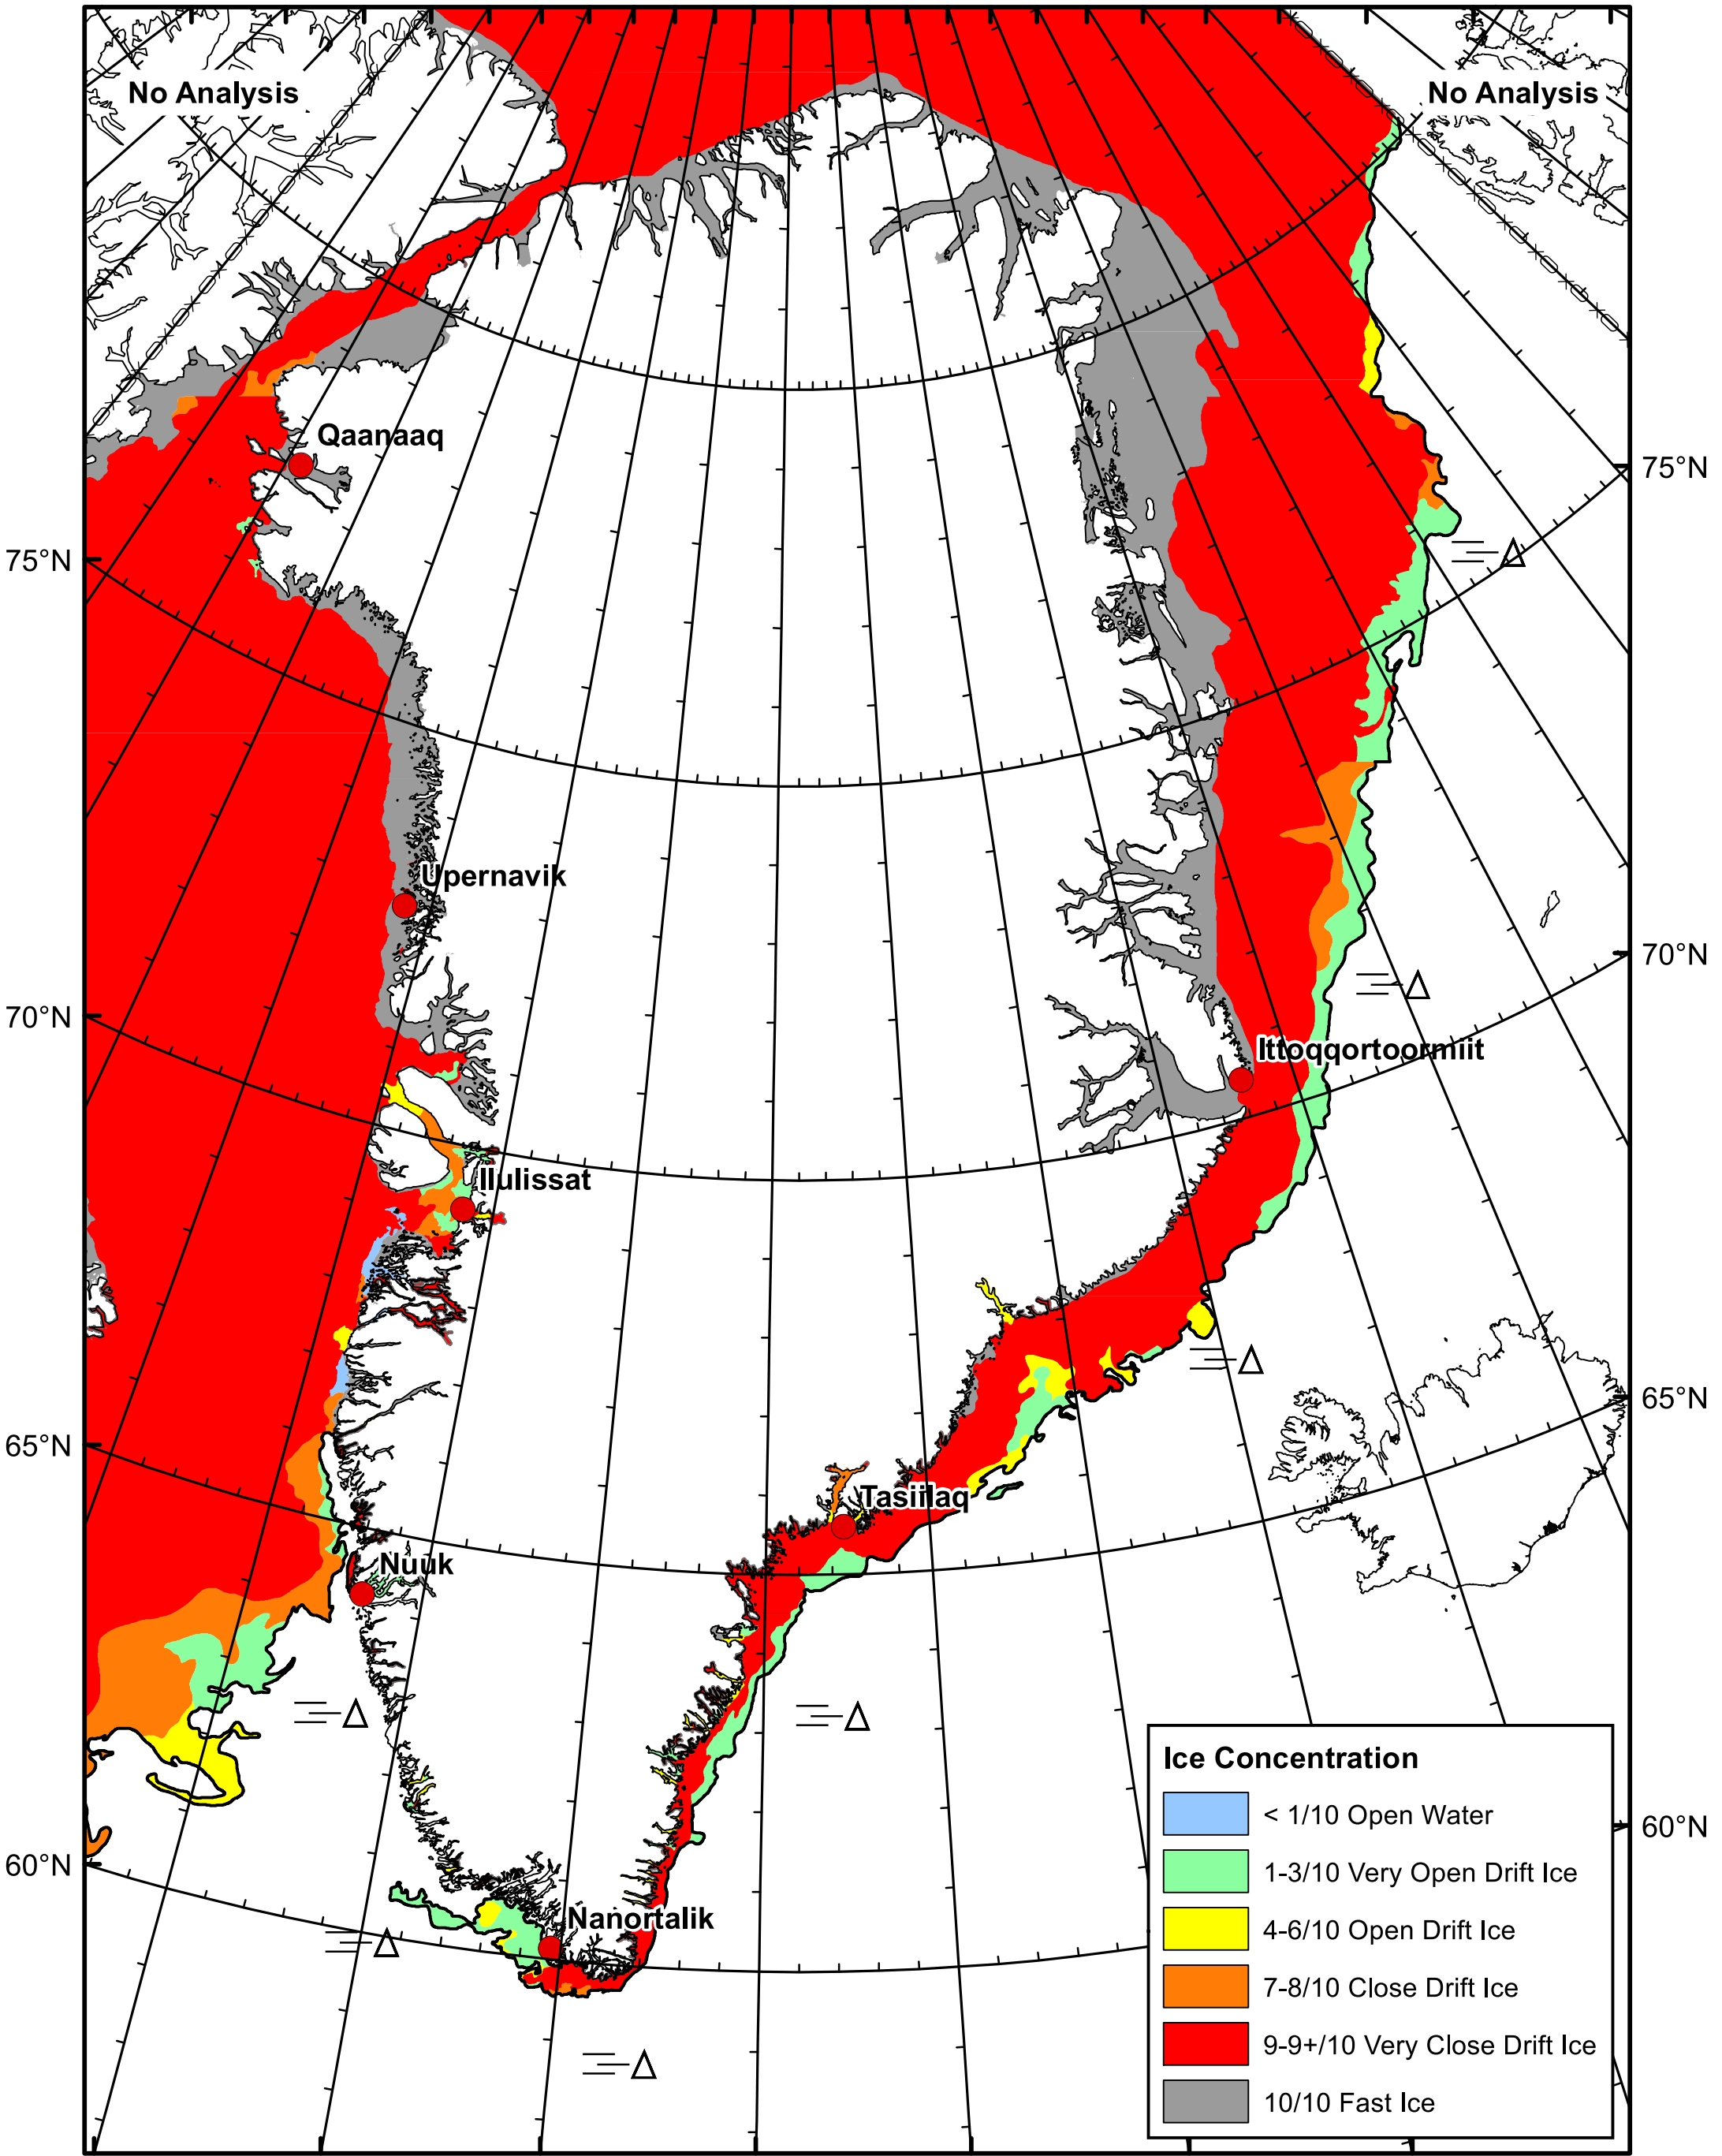 No Analysis
No Analysis
Qaanaaq
75°N
75°N
Upernavik
70°N
70°N
Ittoqqortoormiit
Ilulissat
65°N
65°N
Tasiilaq
Nuuk
60°N
60°N
Nanortalik
Ice Concentration
< 1/10 Open Water
1-3/10 Very Open Drift Ice
4-6/10 Open Drift Ice
7-8/10 Close Drift Ice
9-9+/10 Very Close Drift Ice
10/10 Fast Ice